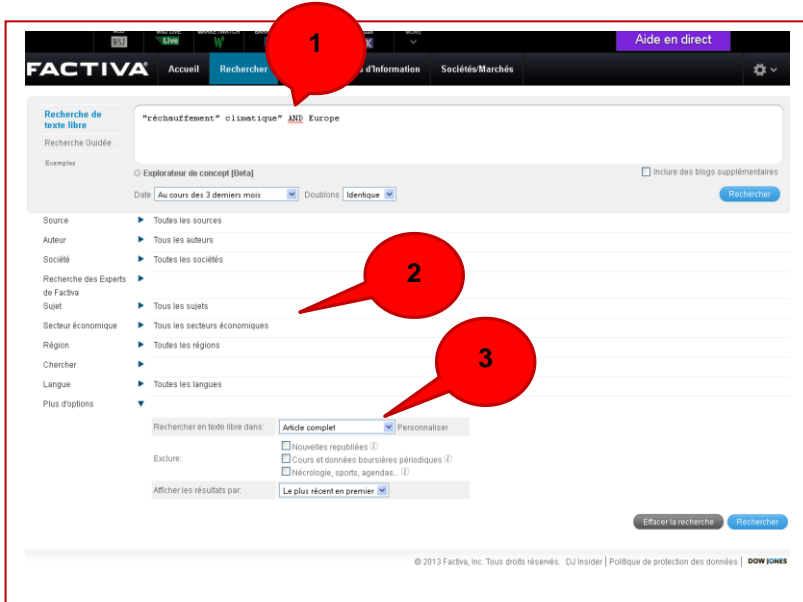 WSJ Live
WSJ
Aide en direct
1
FACTIVA Accueil Rechercher d'Information Sociétés/Marchés
Recherche de
texte libre
Recherche Guidée
Exemples
"réchauffement" climatique" AND Europe
Explorateur de concept [Beta]
Inclure des blogs supplémentaires
Date Au cours des 3 derniers mois Doublons Identique
Rechercher
Source Toutes les sources
Auteur Tous les auteurs
Société Toutes les sociétés
Recherche des Experts
de Factiva
2
Sujet Tous les sujets
Secteur économique Tous les secteurs économiques
Région Toutes les régions
3
Chercher
Langue Toutes les langues
Plus d'options
Rechercher en texte libre dans: Article complet Personnaliser
Exclure:
Nouvelles republiées
Cours et données boursières périodiques
Nécrologie, sports, agendas...
Afficher les résultats par: Le plus récent en premier
Effacer la recherche Rechercher
© 2013 Factiva, Inc. Tous droits réservés. DJ Insider | Politique de protection des données | DOW JONES